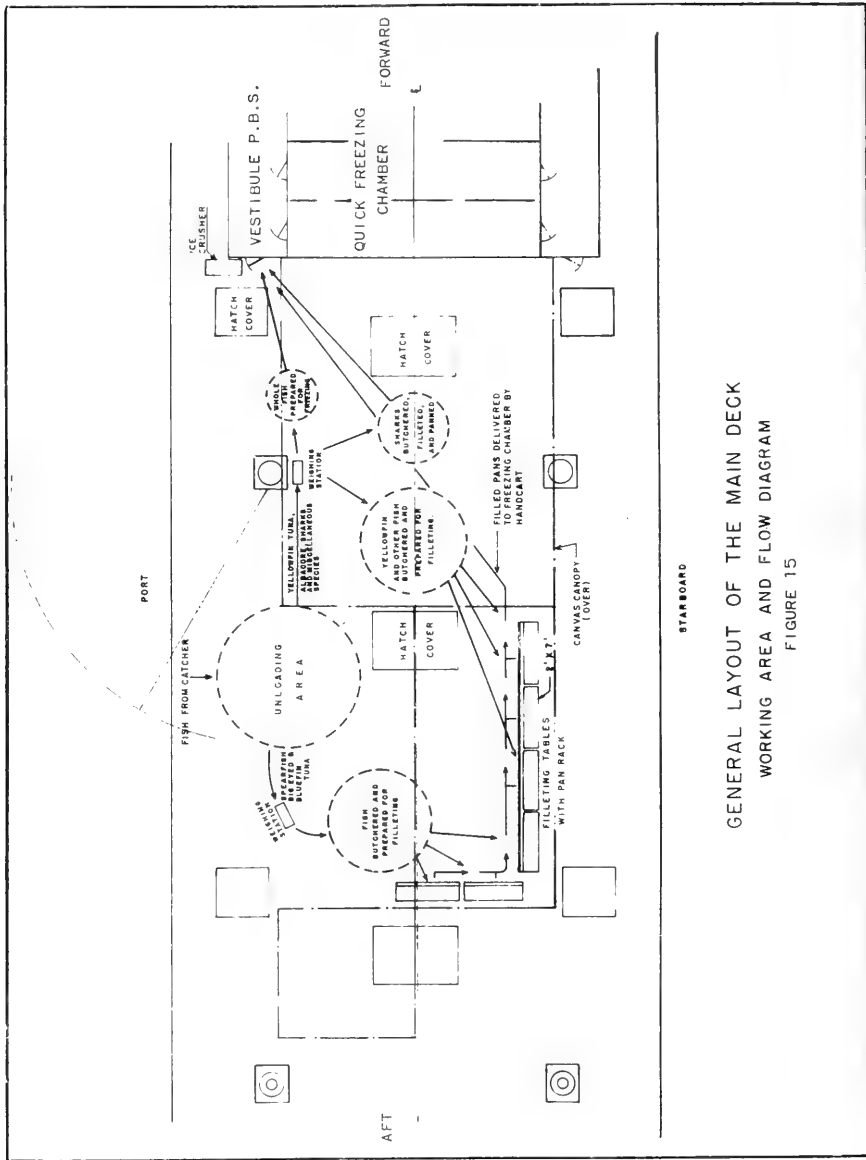 PORT
FISH FROM CATCHER
ICE
CRUSHER
VESTIBULE P.B.S.
HATCH
COVER
QUICK FREEZING
CHAMBER
FORWARD
WHOLE
FISH
PREPARED
FOR
FREEZING
WEIGHING
STATION
YELLOWFIN TUNA,
ALBACORE, SHARKS
AND MISCELLANEOUS
SPECIES
UNLOADING
AREA
SPEARFISH
BIG EYED &
BLUEFIN
TUNA
WEIGHING
STATION
HATCH
COVER
SHARKS
BUTCHERED,
FILLETED,
AND PANNED
YELLOWFIN
AND OTHER FISH
BUTCHERED AND
PREPARED FOR
FILLETING
HATCH
COVER
FISH
BUTCHERED AND
PREPARED FOR
FILLETING
FILLED PANS DELIVERED
TO FREEZING CHAMBER BY
HANDCART
CANVAS CANOPY
(OVER)
FILLETING TABLES
WITH PAN RACK
AFT
STARBOARD
GENERAL LAYOUT OF THE MAIN DECK
WORKING AREA AND FLOW DIAGRAM
FIGURE 15